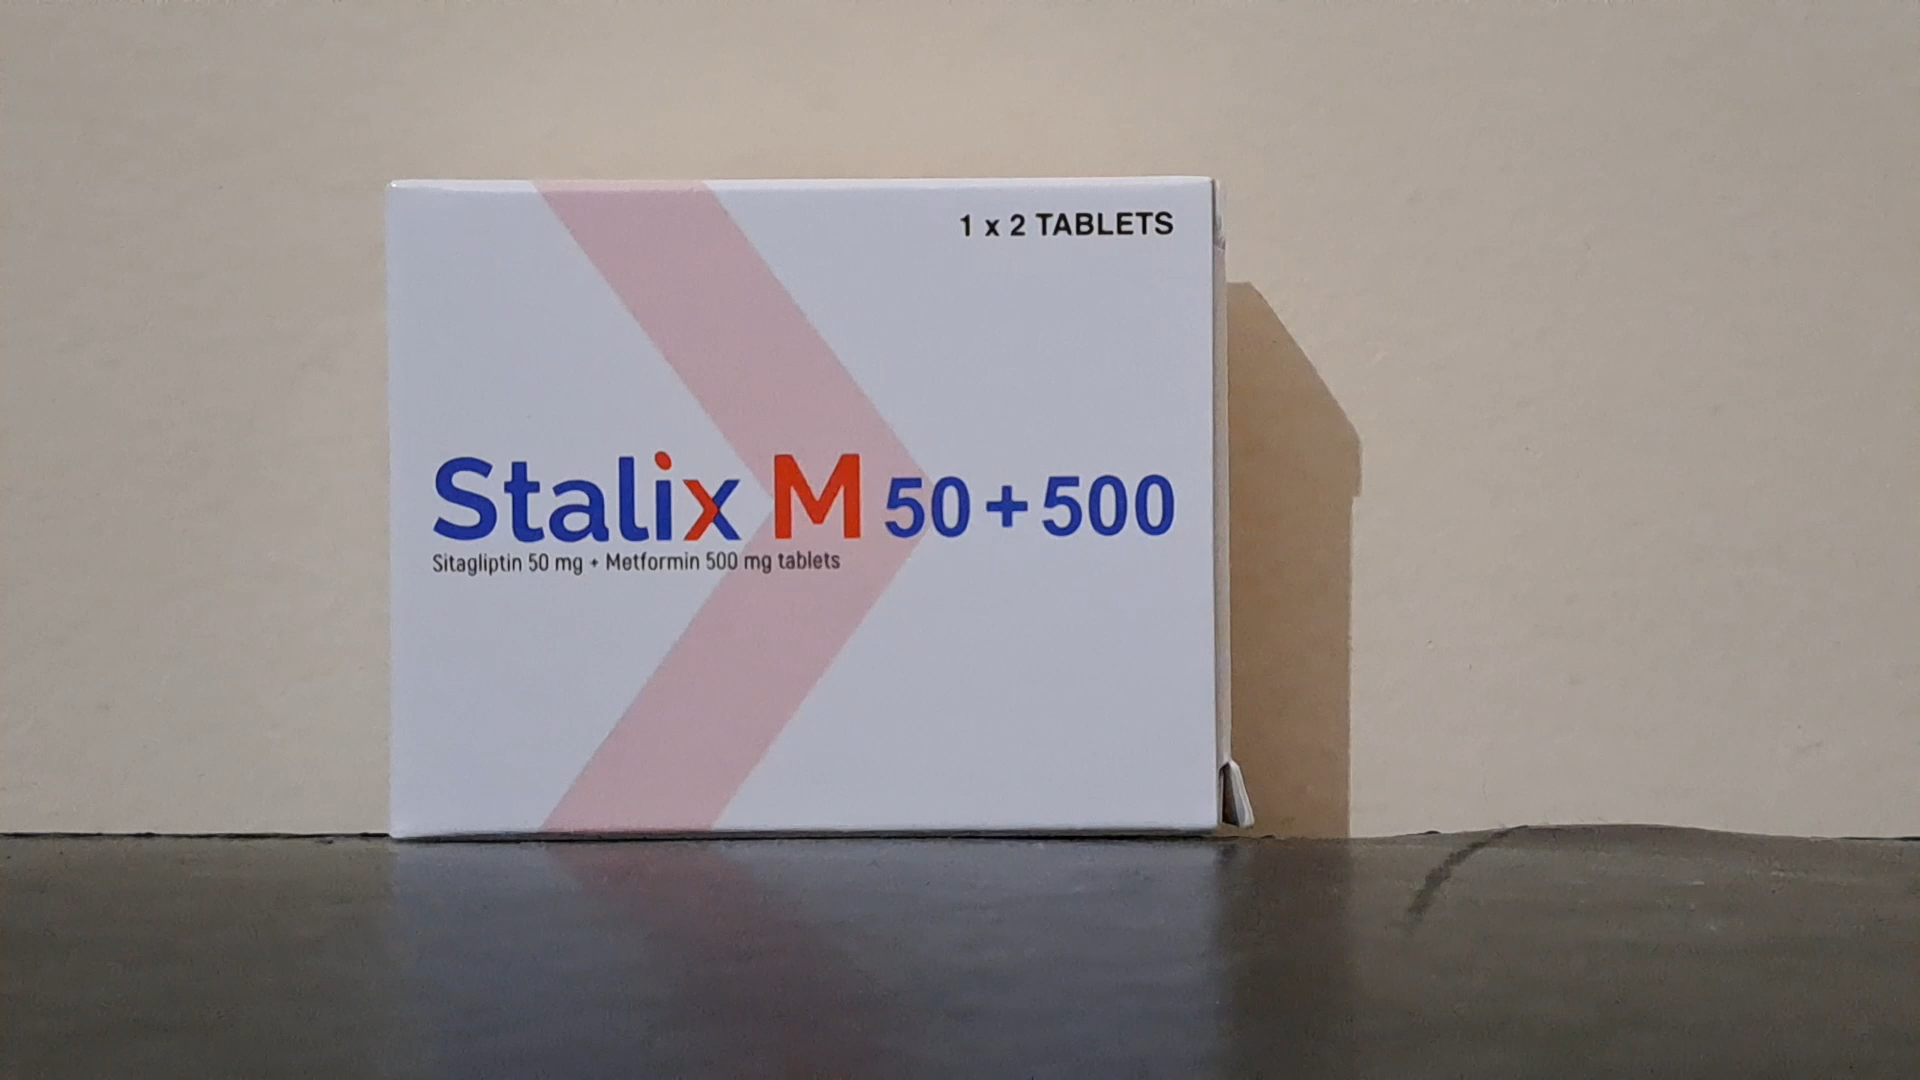 1 x 2 TABLETS
Stalix M 50+500
Sitagliptin 50 mg + Metformin 500 mg tablets